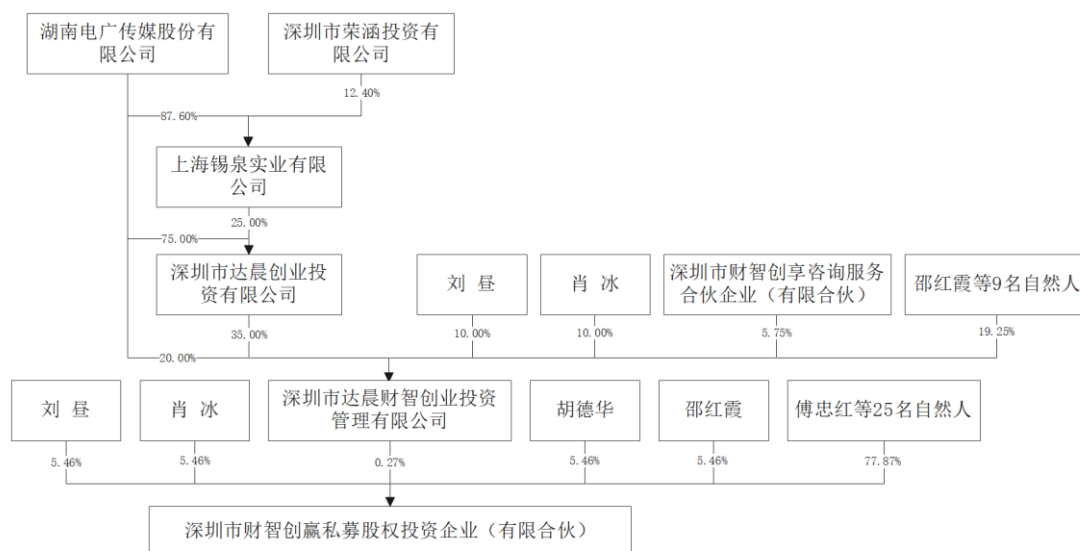 湖南电广传媒股份有
限公司
深圳市荣涵投资有
限公司
12.40%
87.60%
上海锡泉实业有限
公司
25.00%
75.00%
深圳市达晨创业投
资有限公司
刘 昼
肖 冰
深圳市财智创享咨询服务
合伙企业（有限合伙）
邵红霞等9名自然人
35.00%
10.00%
10.00%
5.75%
19.25%
20.00%
刘 昼
肖 冰
深圳市达晨财智创业投资
管理有限公司
胡德华
邵红霞
傅忠红等25名自然人
5.46%
5.46%
0.27%
5.46%
5.46%
77.87%
深圳市财智创赢私募股权投资企业（有限合伙）